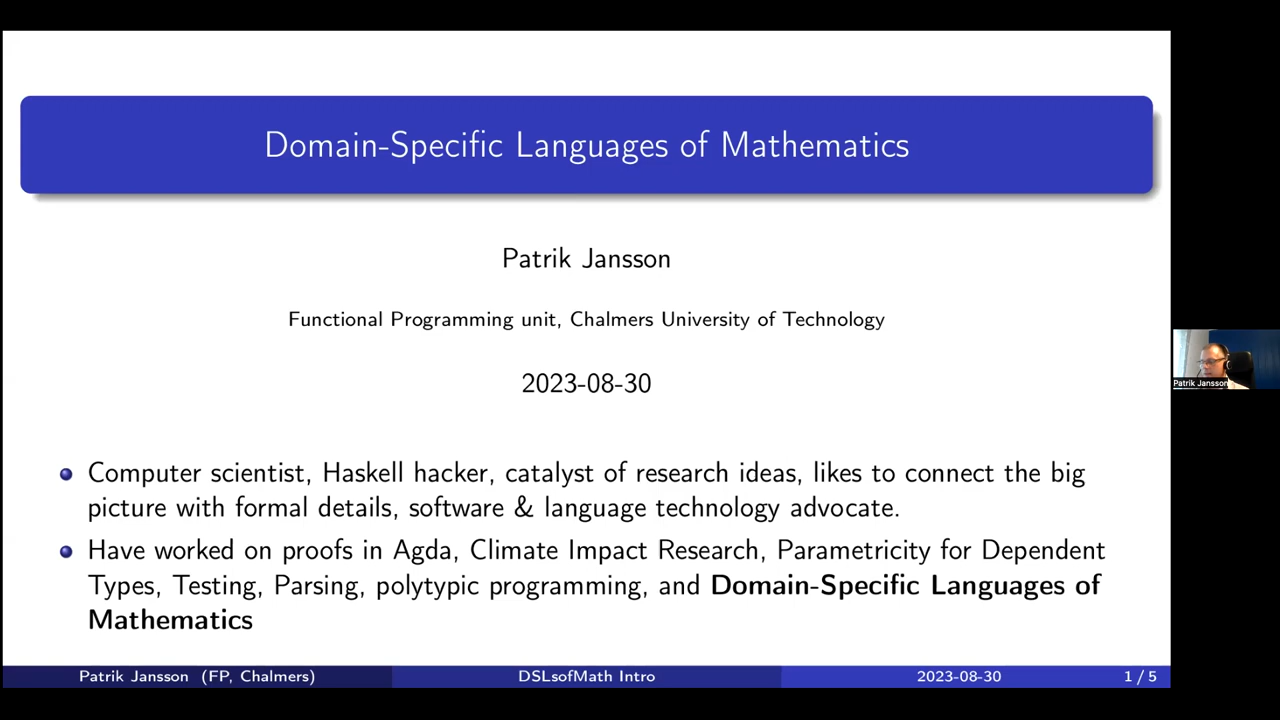 Domain-Specific Languages of Mathematics
Patrik Jansson
Functional Programming unit, Chalmers University of Technology
2023-08-30
Computer scientist, Haskell hacker, catalyst of research ideas, likes to connect the big
picture with formal details, software & language technology advocate.
Have worked on proofs in Agda, Climate Impact Research, Parametricity for Dependent
Types, Testing, Parsing, polytypic programming, and Domain-Specific Languages of
Mathematics
Patrik Jansson (FP, Chalmers)
DSLsofMath Intro
2023-08-30
1 / 5
Patrik Jansson